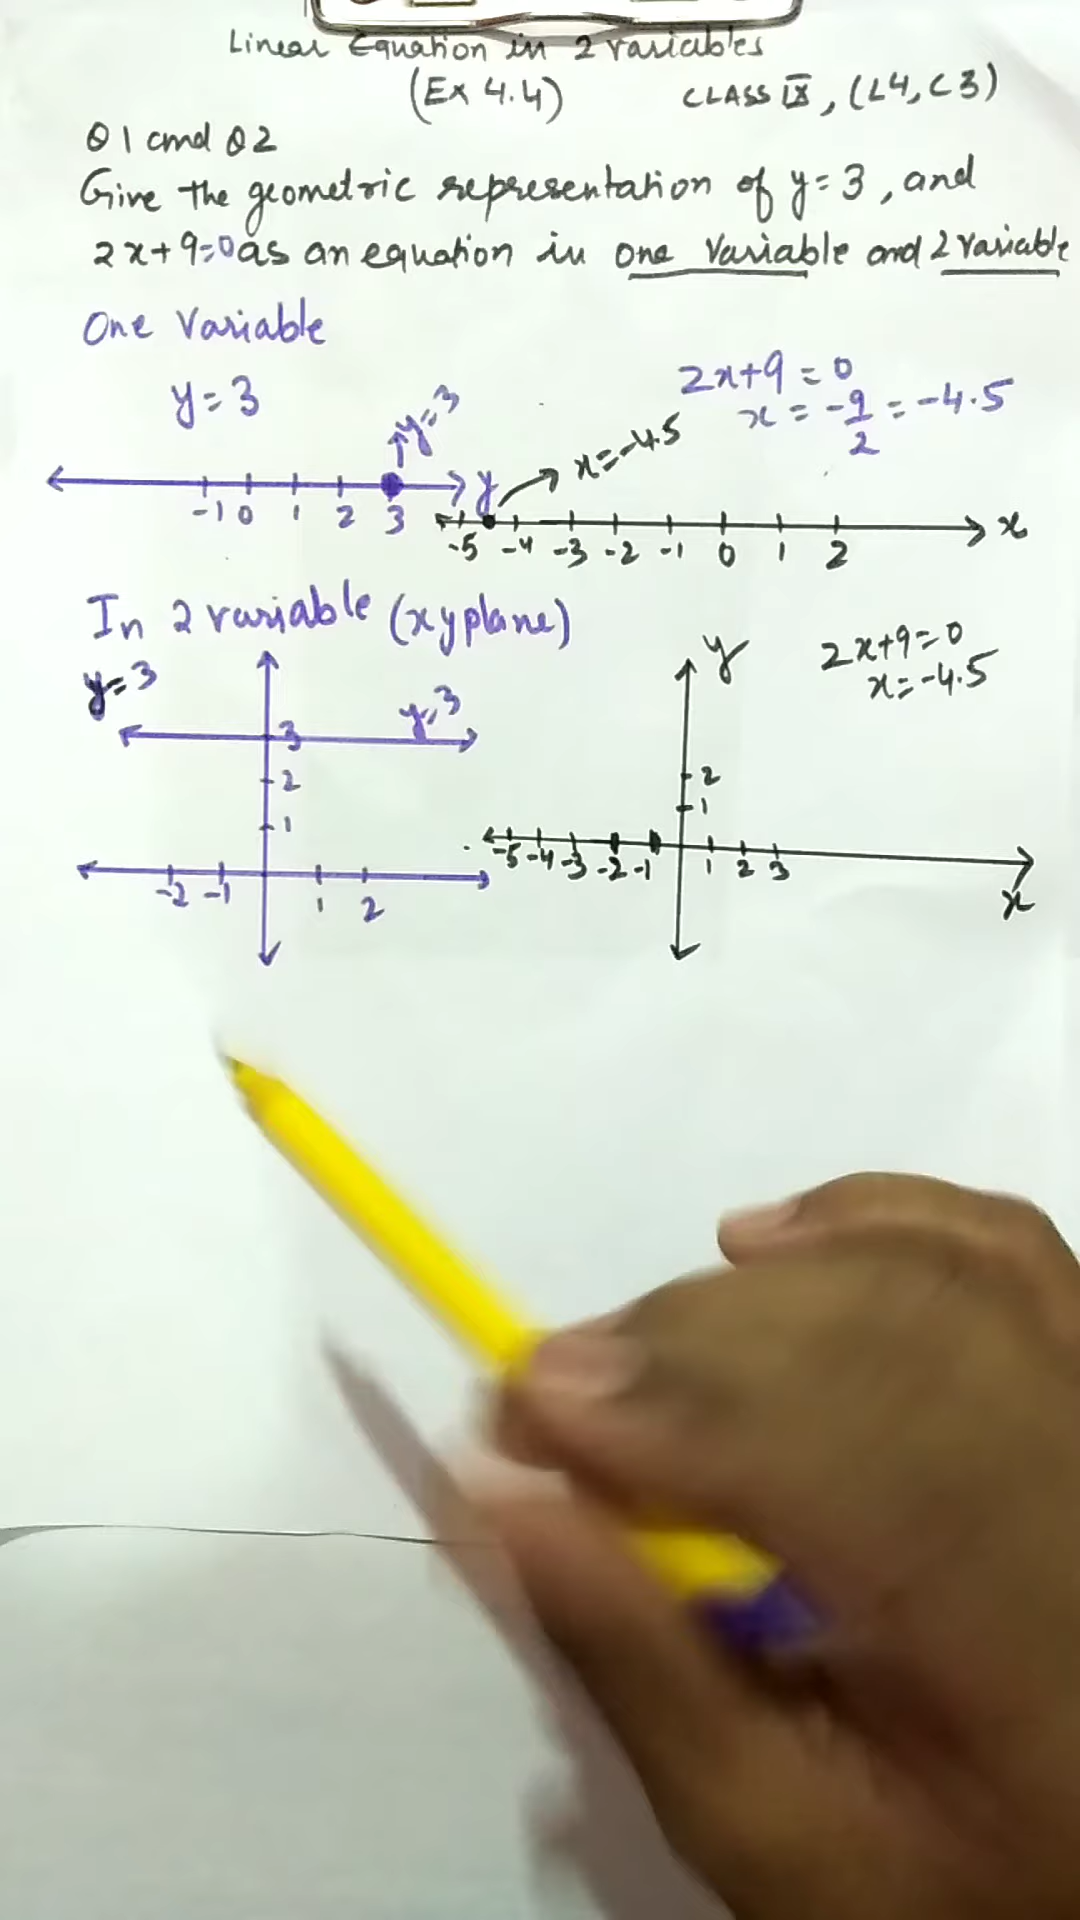 Linear Equation in 2 variables
(Ex 4.4) CLASS IX, (L4, C3)
Q1 and Q2
Give the geometric representation of y=3, and
2x+9=0 as an equation in one Variable and 2 Variable
One Variable
y=3
2x+9=0
x = -9/2 = -4.5
y=3
x=-4.5
y
-1 0 1 2 3
x
-5 -4 -3 -2 -1 0 1 2
In 2 variable (xy plane)
y=3
y=3
3
2
1
-2 -1 1 2
y
2x+9=0
x=-4.5
2
1
-5 -4 -3 -2 -1 1 2 3
x